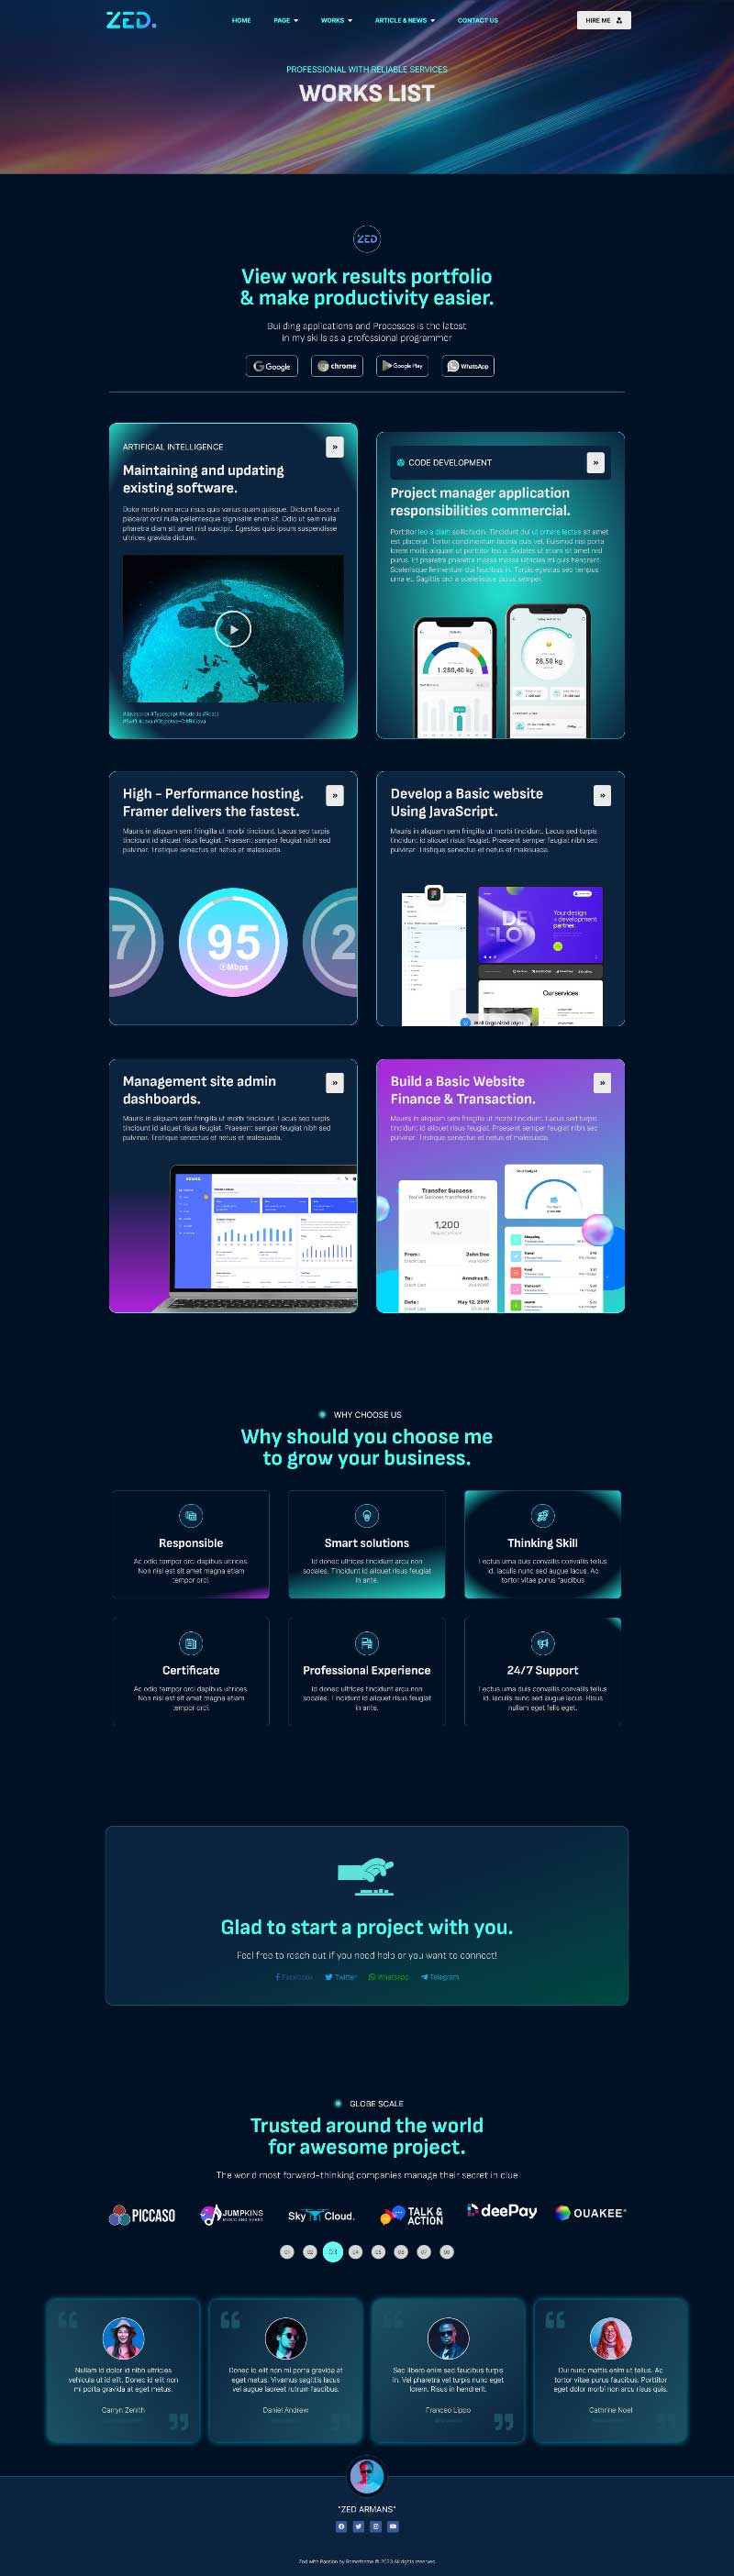 ZED.
HOME PAGE WORKS ARTICLE & NEWS CONTACT US HIRE ME
PROFESSIONAL WITH RELIABLE SERVICES
WORKS LIST
ZED
View work results portfolio
& make productivity easier.
Building applications and Processes is the latest
in my skills as a professional programmer
Google chrome Google Play WhatsApp
ARTIFICIAL INTELLIGENCE
Maintaining and updating
existing software.
Dolor morbi non arcu risus quis varius quam quisque. Dictum fusce ut
placerat orci nulla pellentesque dignissim enim sit. Odio ut sem nulla
pharetra diam sit amet nisl suscipit. Egestas quis ipsum suspendisse
ultrices gravida dictum.
CODE DEVELOPMENT
Project manager application
responsibilities commercial.
Porttitor leo a diam sollicitudin. Tincidunt dui ut ornare lectus sit amet
est placerat. Tortor condimentum lacinia quis vel. Euismod nisi porta
lorem mollis aliquam ut porttitor leo a. Sodales ut etiam sit amet nisl
purus. Et pharetra pharetra massa massa ultricies mi quis hendrerit.
Scelerisque fermentum dui faucibus in. Turpis egestas sed tempus
urna et. Sagittis orci a scelerisque purus semper.
1.280,40 kg
28,50 kg
High - Performance hosting.
Framer delivers the fastest.
Mauris in aliquam sem fringilla ut morbi tincidunt. Lacus sed turpis
tincidunt id aliquet risus feugiat. Praesent semper feugiat nibh sed
pulvinar. Tristique senectus et netus et malesuada.
7
95
Mbps
2
Develop a Basic website
Using JavaScript.
Mauris in aliquam sem fringilla ut morbi tincidunt. Lacus sed turpis
tincidunt id aliquet risus feugiat. Praesent semper feugiat nibh sed
pulvinar. Tristique senectus et netus et malesuada.
DE
FLO
Your design
+ development
partner.
Our services
Well Organized Layer
Management site admin
dashboards.
Mauris in aliquam sem fringilla ut morbi tincidunt. Lacus sed turpis
tincidunt id aliquet risus feugiat. Praesent semper feugiat nibh sed
pulvinar. Tristique senectus et netus et malesuada.
Build a Basic Website
Finance & Transaction.
Mauris in aliquam sem fringilla ut morbi tincidunt. Lacus sed turpis
tincidunt id aliquet risus feugiat. Praesent semper feugiat nibh sed
pulvinar. Tristique senectus et netus et malesuada.
Transfer Success
1,200
From : John Doe
To :
Date : May 12, 2019
Your budget
Shopping
Travel
Food
WHY CHOOSE US
Why should you choose me
to grow your business.
Responsible
Ac odio tempor orci dapibus ultrices.
Non nisl est sit amet magna etiam
tempor orci.
Smart solutions
Id donec ultrices tincidunt arcu non
sodales. Tincidunt id aliquet risus feugiat
in ante.
Thinking Skill
Lectus urna duis convallis convallis tellus
id. Iaculis nunc sed augue lacus. Ac
tortor vitae purus faucibus.
Certificate
Ac odio tempor orci dapibus ultrices.
Non nisl est sit amet magna etiam
tempor orci.
Professional Experience
Id donec ultrices tincidunt arcu non
sodales. Tincidunt id aliquet risus feugiat
in ante.
24/7 Support
Lectus urna duis convallis convallis tellus
id. Iaculis nunc sed augue lacus. Risus
nullam eget felis eget.
Glad to start a project with you.
Feel free to reach out if you need help or you want to connect!
Facebook Twitter Whatsapp Telegram
GLOBE SCALE
Trusted around the world
for awesome project.
The world most forward-thinking companies manage their secret in clue
PICCASO JUMPKINS Sky Cloud. TALK & ACTION deePay OUAKEE
01 02 03 04 05 06 07 08
Nullam id dolor id nibh ultricies
vehicula ut id elit. Donec id elit non
mi porta gravida at eget metus.
Carryn Zenith
Donec id elit non mi porta gravida at
eget metus. Vivamus sagittis lacus
vel augue laoreet rutrum faucibus.
Daniel Andrew
Sec libero enim sed faucibus turpis
in. Vel pharetra vel turpis nunc eget
lorem. Risus in hendrerit.
Franceo Lipso
Dui nunc mattis enim ut tellus. Ac
tortor vitae purus faucibus. Porttitor
eget dolor morbi non arcu risus quis.
Cathrine Noel
"ZED ARMANS"
Zed with Passion by Rometheme © 2023 All rights reserved